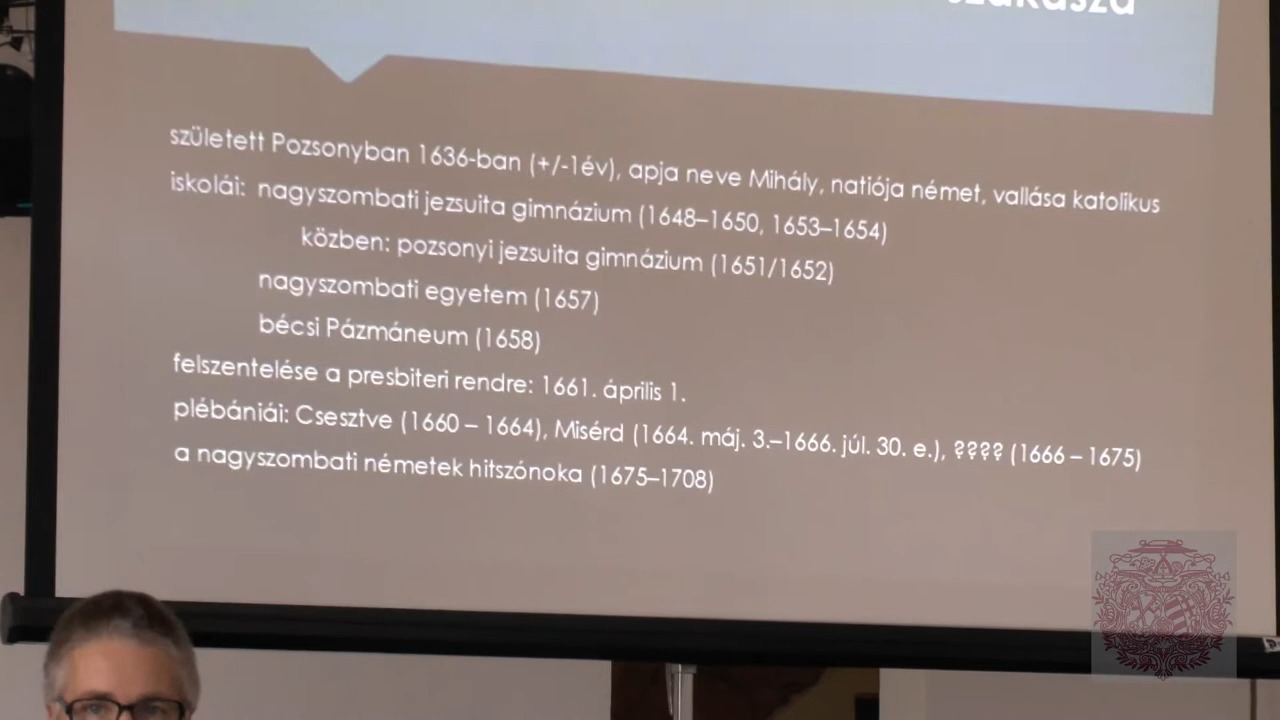 született Pozsonyban 1636-ban (+/-1év), apja neve Mihály, natiója német, vallása katolikus
iskolái: nagyszombati jezsuita gimnázium (1648–1650, 1653–1654)
közben: pozsonyi jezsuita gimnázium (1651/1652)
nagyszombati egyetem (1657)
bécsi Pázmáneum (1658)
felszentelése a presbiteri rendre: 1661. április 1.
plébániái: Csesztve (1660 – 1664), Misérd (1664. máj. 3.–1666. júl. 30. e.), ???? (1666 – 1675)
a nagyszombati németek hitszónoka (1675–1708)